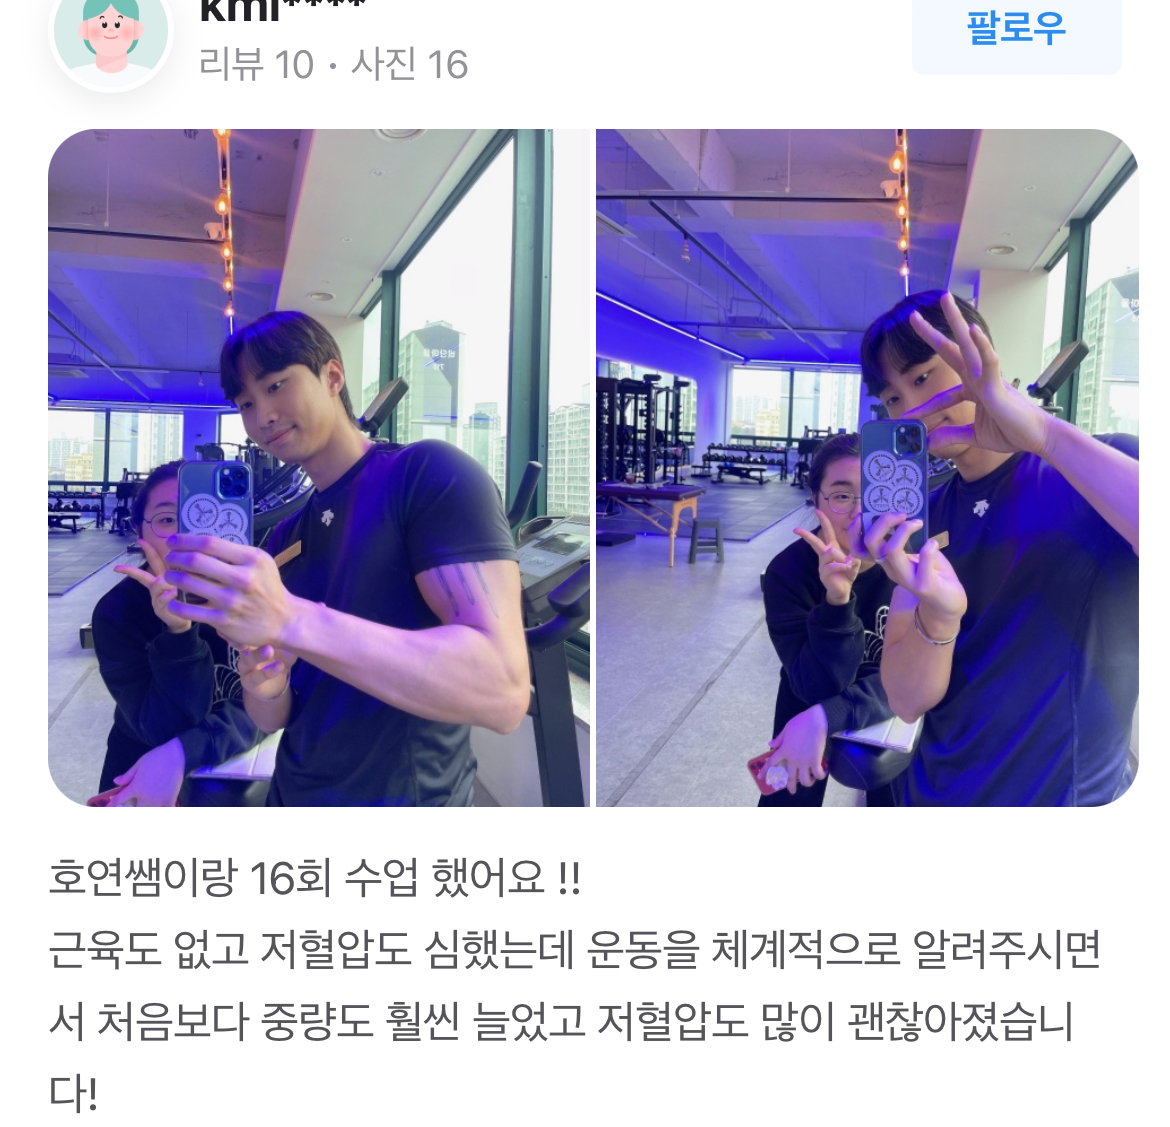 kmi****
리뷰 10 · 사진 16
팔로우
호연쌤이랑 16회 수업 했어요 !!
근육도 없고 저혈압도 심했는데 운동을 체계적으로 알려주시면
서 처음보다 중량도 훨씬 늘었고 저혈압도 많이 괜찮아졌습니
다!